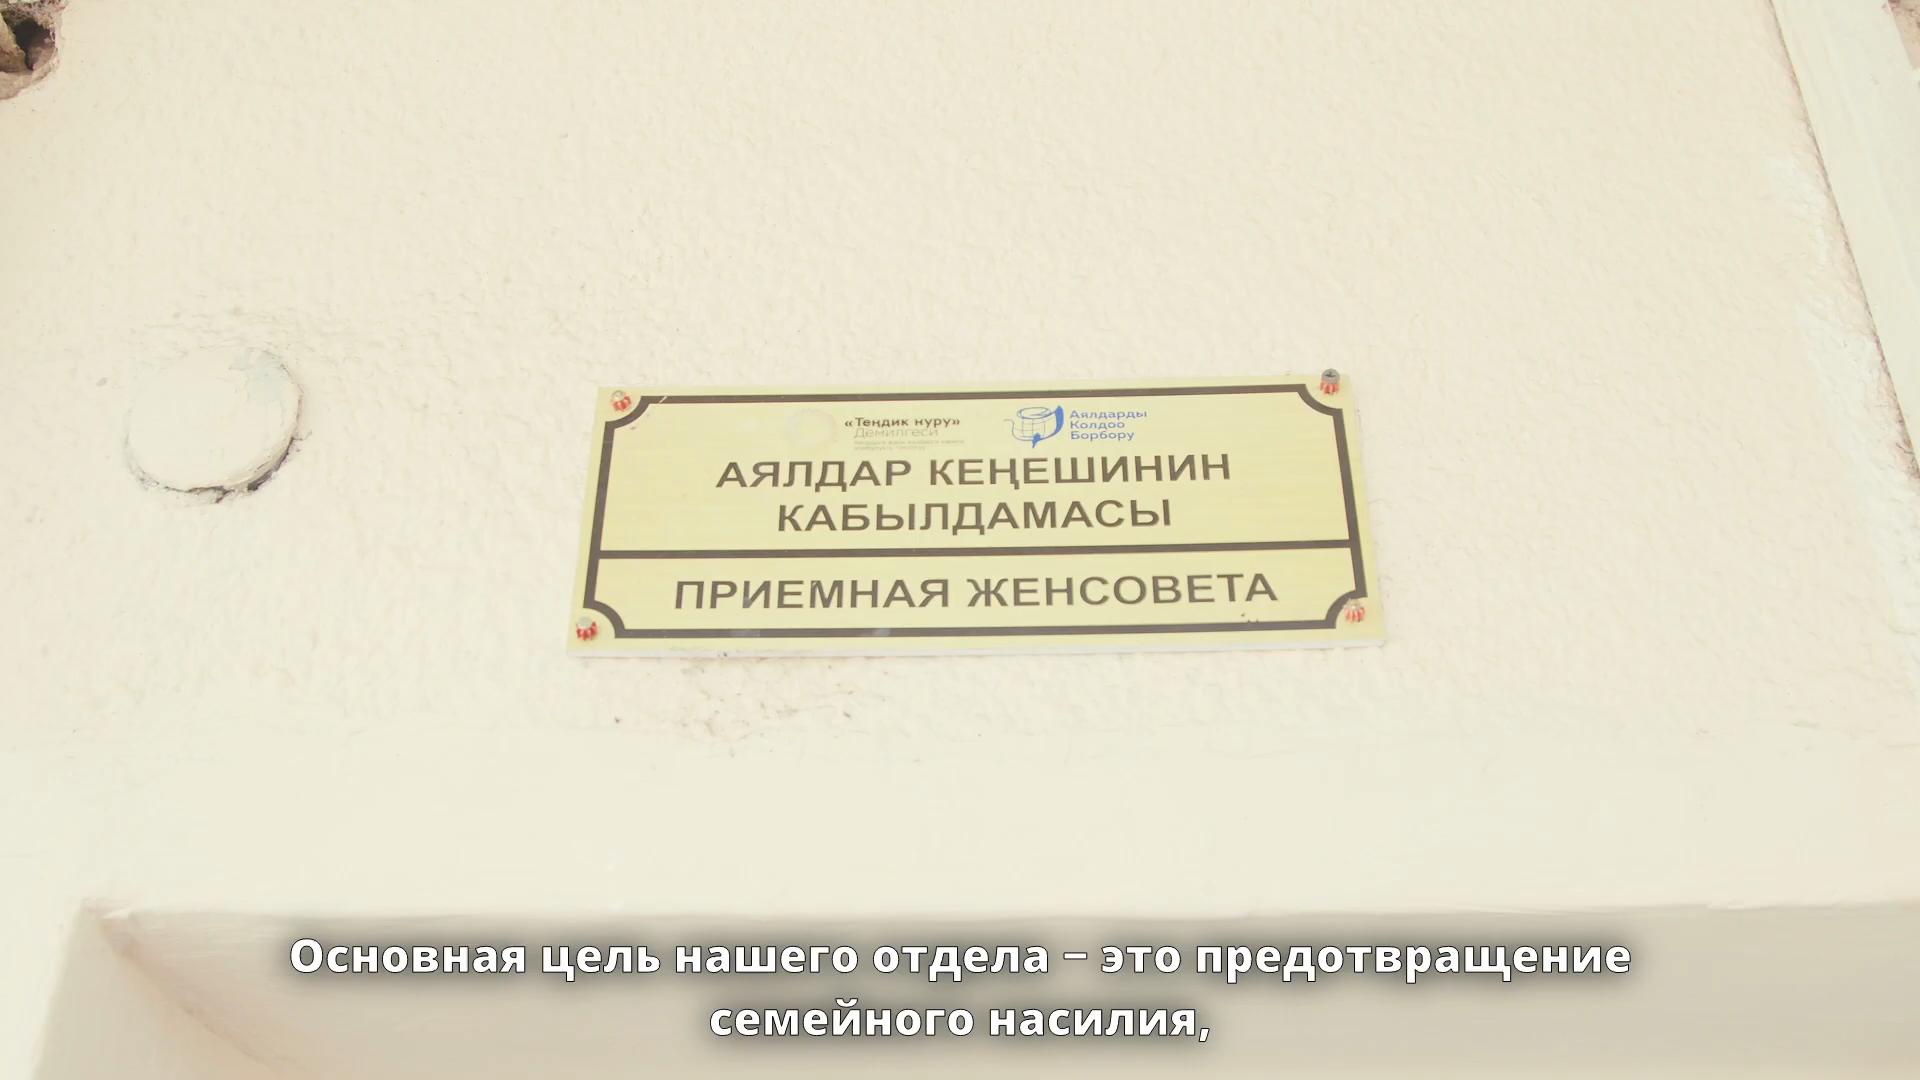 «Теңдик нуру»
Демилгеси
Аялдарды
Колдоо
Борбору
АЯЛДАР КЕҢЕШИНИН
КАБЫЛДАМАСЫ
ПРИЕМНАЯ ЖЕНСОВЕТА
Основная цель нашего отдела – это предотвращение
семейного насилия,